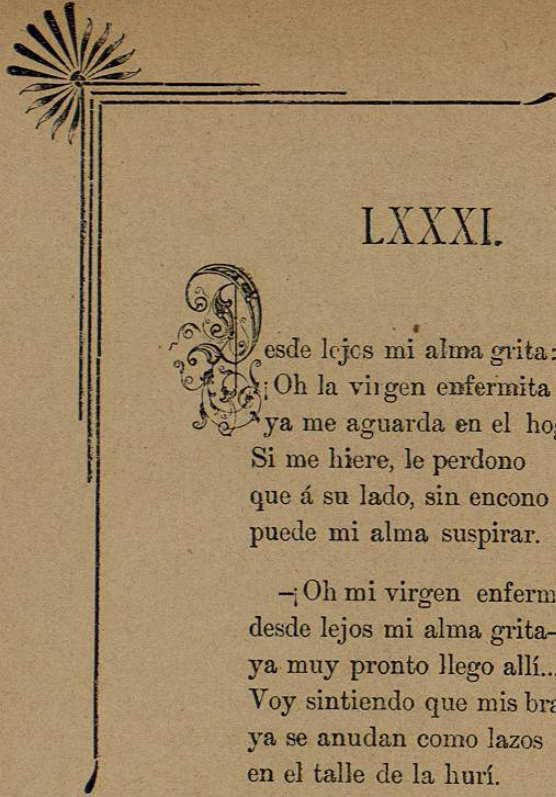 LXXXI.
Desde lejos mi alma grita:
¡Oh la virgen enfermita
ya me aguarda en el
Si me hiere, le perdono
que á su lado, sin encono
puede mi alma suspirar.
—¡Oh mi virgen
desde lejos mi alma grita—
ya muy pronto llego allí...
Voy sintiendo que mis
ya se anudan como lazos
en el talle de la hurí.